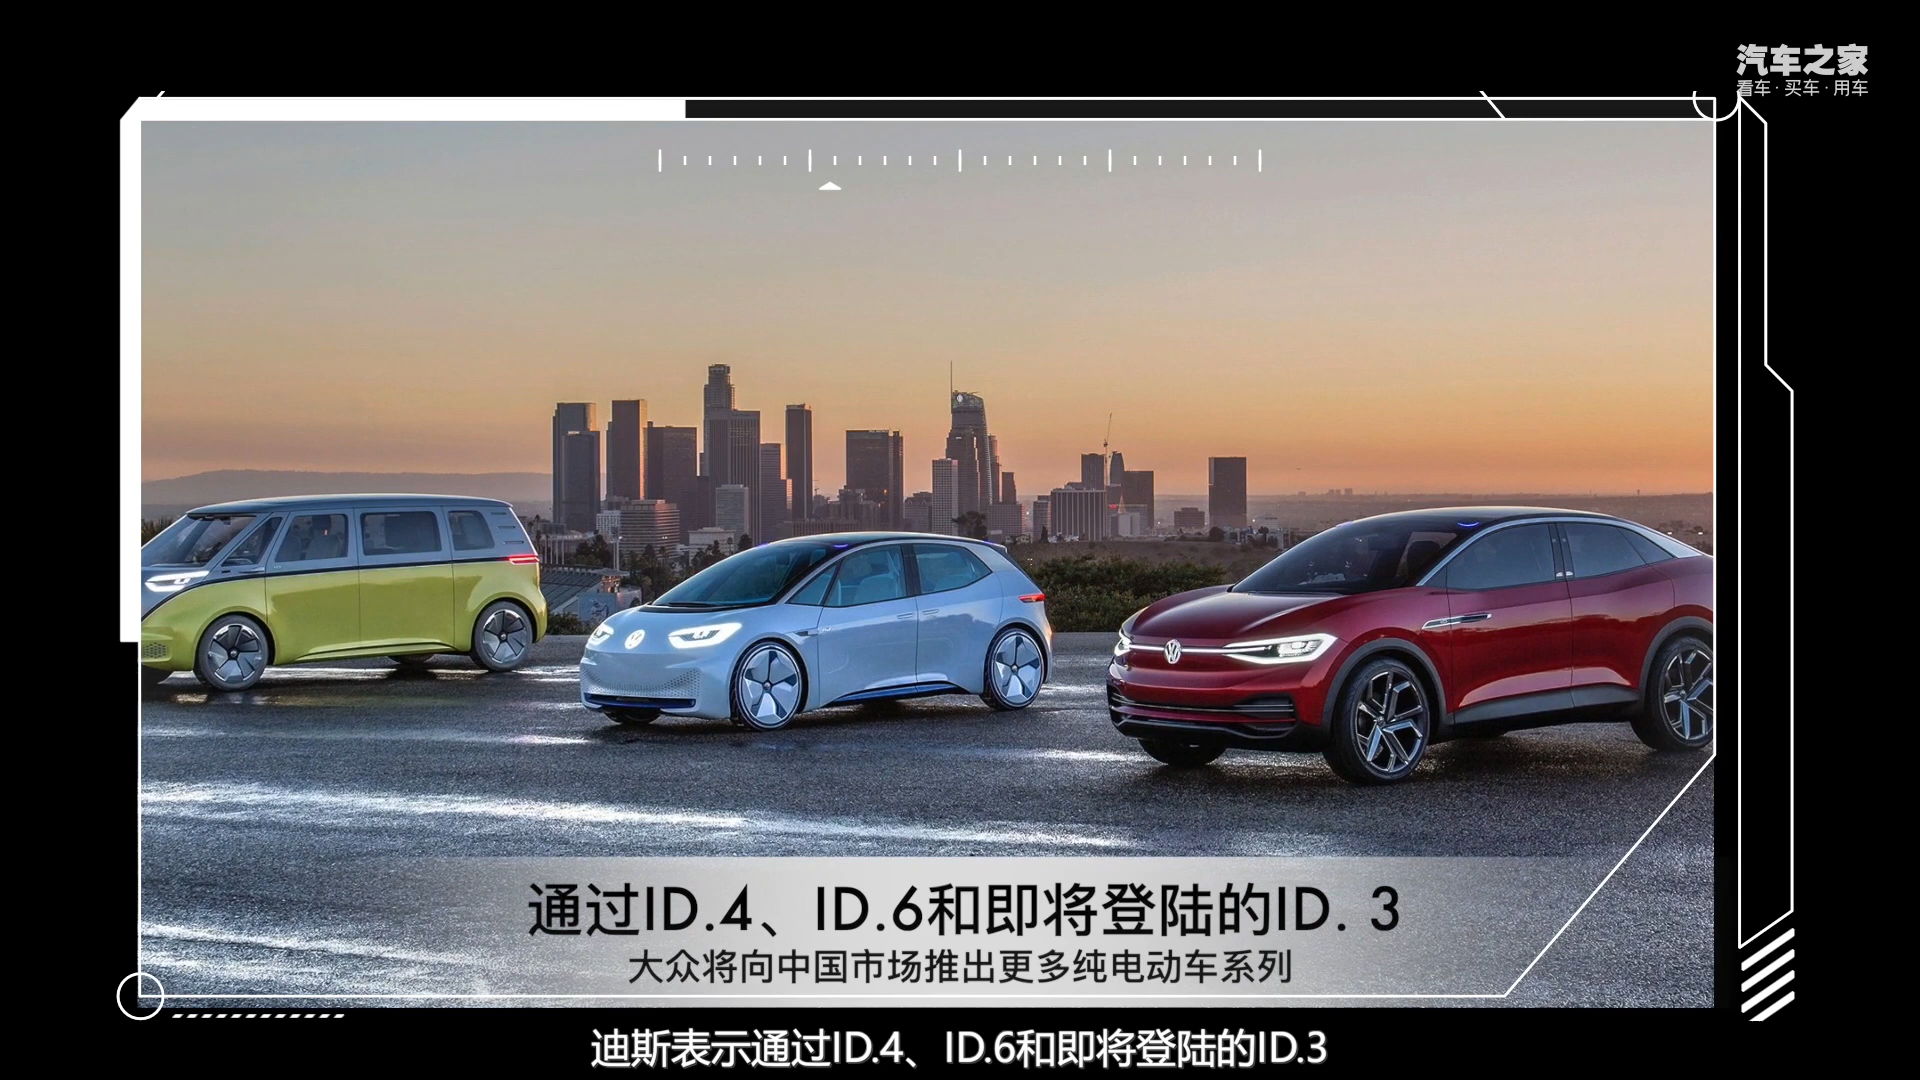 汽车之家
看车·买车·用车
通过ID.4、ID.6和即将登陆的ID. 3
大众将向中国市场推出更多纯电动车系列
迪斯表示通过ID.4、ID.6和即将登陆的ID.3